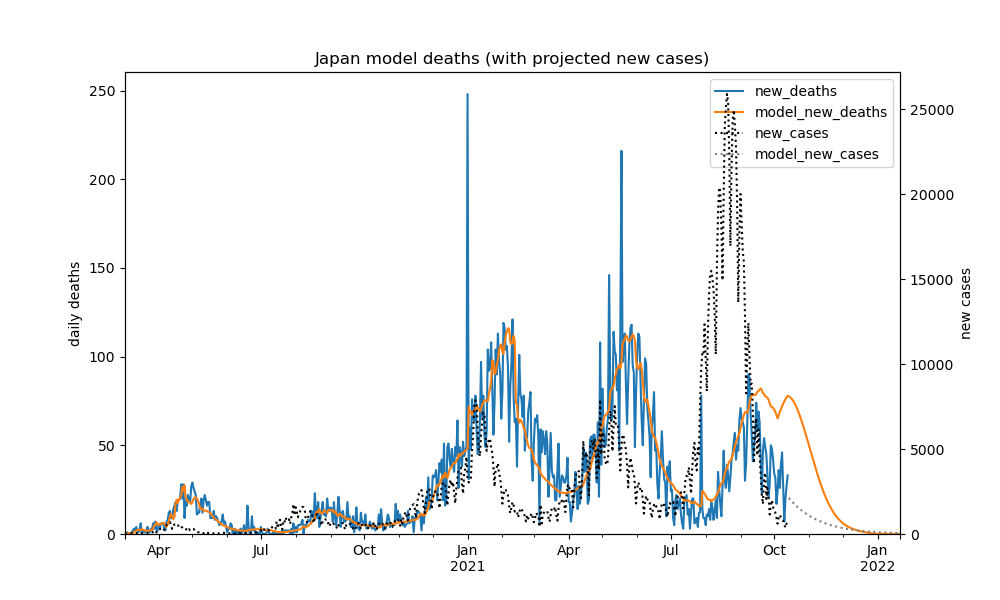 Japan model deaths (with projected new cases)
new_deaths
model_new_deaths
new_cases
model_new_cases
250
200
150
100
50
0
daily deaths
25000
20000
15000
10000
5000
0
new cases
Apr
Jul
Oct
Jan
2021
Apr
Jul
Oct
Jan
2022